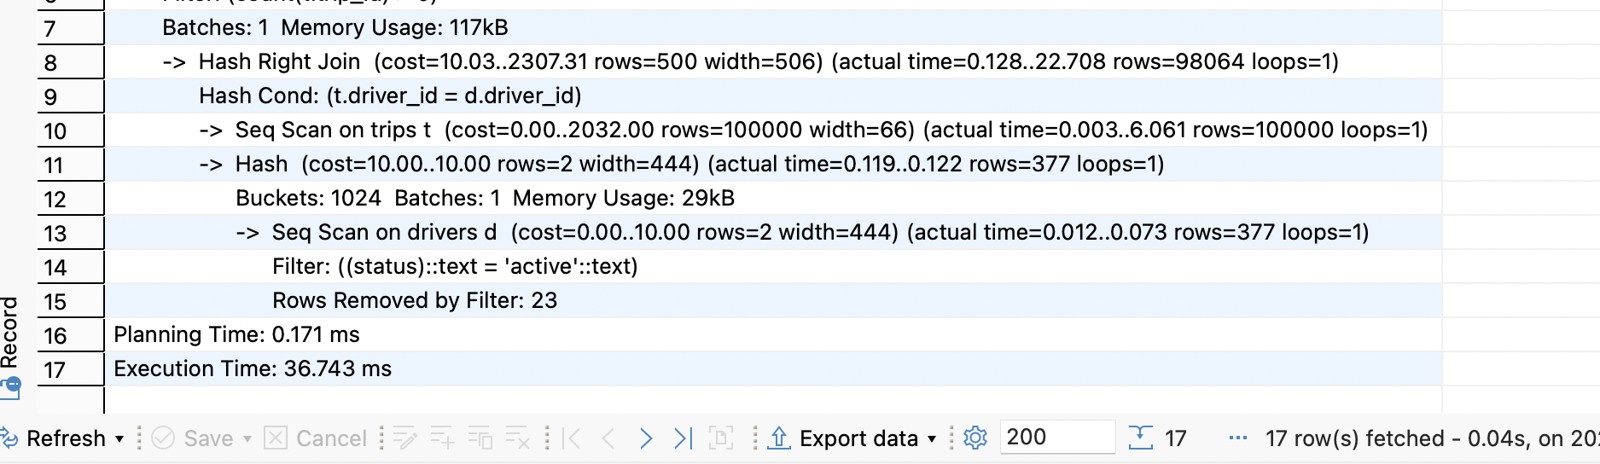 7 Batches: 1 Memory Usage: 117kB
8 -> Hash Right Join (cost=10.03..2307.31 rows=500 width=506) (actual time=0.128..22.708 rows=98064 loops=1)
9 Hash Cond: (t.driver_id = d.driver_id)
10 -> Seq Scan on trips t (cost=0.00..2032.00 rows=100000 width=66) (actual time=0.003..6.061 rows=100000 loops=1)
11 -> Hash (cost=10.00..10.00 rows=2 width=444) (actual time=0.119..0.122 rows=377 loops=1)
12 Buckets: 1024 Batches: 1 Memory Usage: 29kB
13 -> Seq Scan on drivers d (cost=0.00..10.00 rows=2 width=444) (actual time=0.012..0.073 rows=377 loops=1)
14 Filter: ((status)::text = 'active'::text)
15 Rows Removed by Filter: 23
16 Planning Time: 0.171 ms
17 Execution Time: 36.743 ms
Record
Refresh Save Cancel Export data 200 17 ... 17 row(s) fetched - 0.04s, on